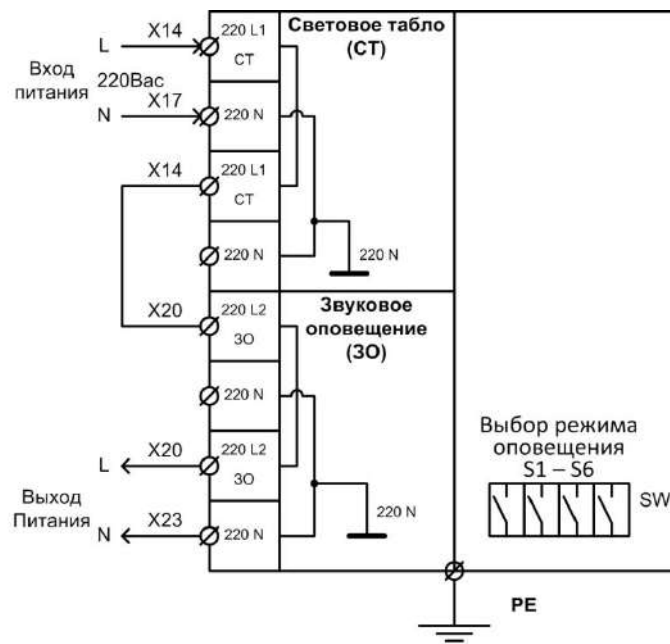 L X14 220 L1 Световое табло
СТ (СТ)
Вход
питания 220Вас
N X17 220 N
X14 220 L1
СТ
220 N 220 N
X20 220 L2 Звуковое
ЗО оповещение
(ЗО)
220 N
Выбор режима
оповещения
S1 – S6
SW
L X20 220 L2
ЗО
Выход
Питания
N X23 220 N 220 N
PE